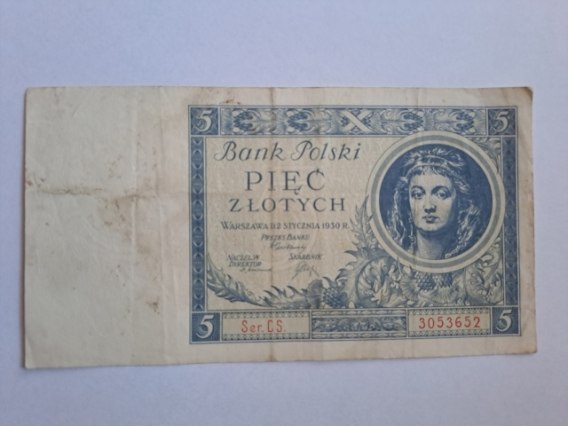 5 5
Bank Polski
PIĘĆ
ZŁOTYCH
WARSZAWA D. 2 STYCZNIA 1930 R.
PREZES BANKU
NACZELNY SKARBNIK
DYREKTOR
5 Ser. C S. 3053652 5